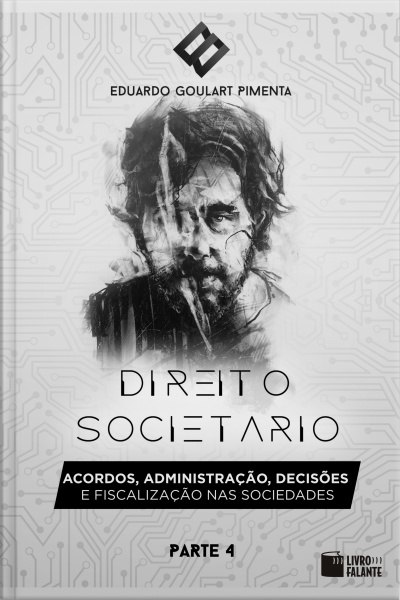 EDUARDO GOULART PIMENTA
DIREITO
SOCIETARIO
ACORDOS, ADMINISTRAÇÃO, DECISÕES
E FISCALIZAÇÃO NAS SOCIEDADES
PARTE 4
LIVRO
FALANTE